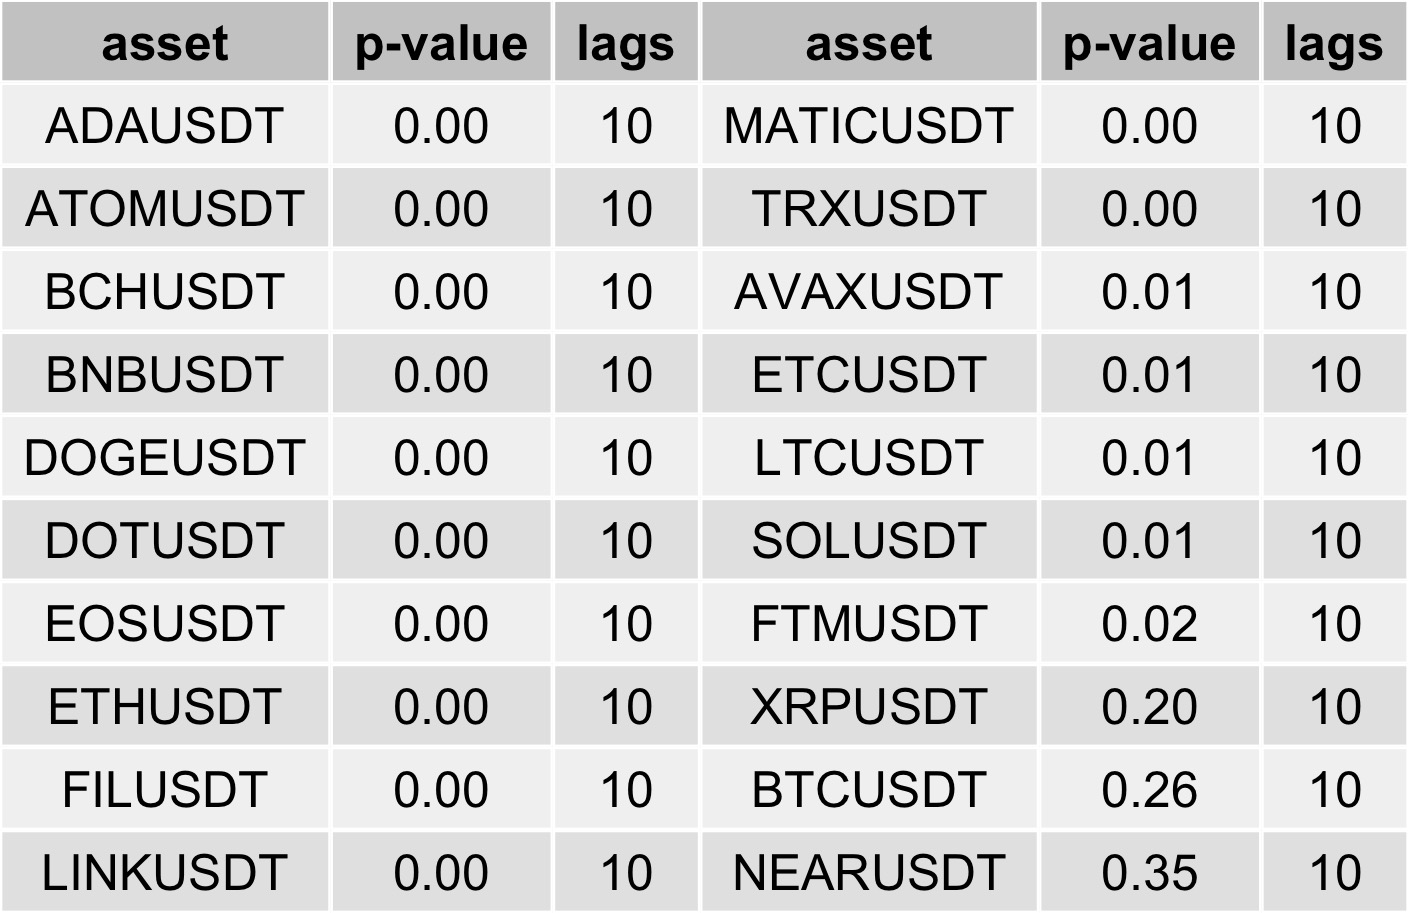 asset p-value lags asset p-value lags
ADAUSDT 0.00 10 MATICUSDT 0.00 10
ATOMUSDT 0.00 10 TRXUSDT 0.00 10
BCHUSDT 0.00 10 AVAXUSDT 0.01 10
BNBUSDT 0.00 10 ETCUSDT 0.01 10
DOGEUSDT 0.00 10 LTCUSDT 0.01 10
DOTUSDT 0.00 10 SOLUSDT 0.01 10
EOSUSDT 0.00 10 FTMUSDT 0.02 10
ETHUSDT 0.00 10 XRPUSDT 0.20 10
FILUSDT 0.00 10 BTCUSDT 0.26 10
LINKUSDT 0.00 10 NEARUSDT 0.35 10